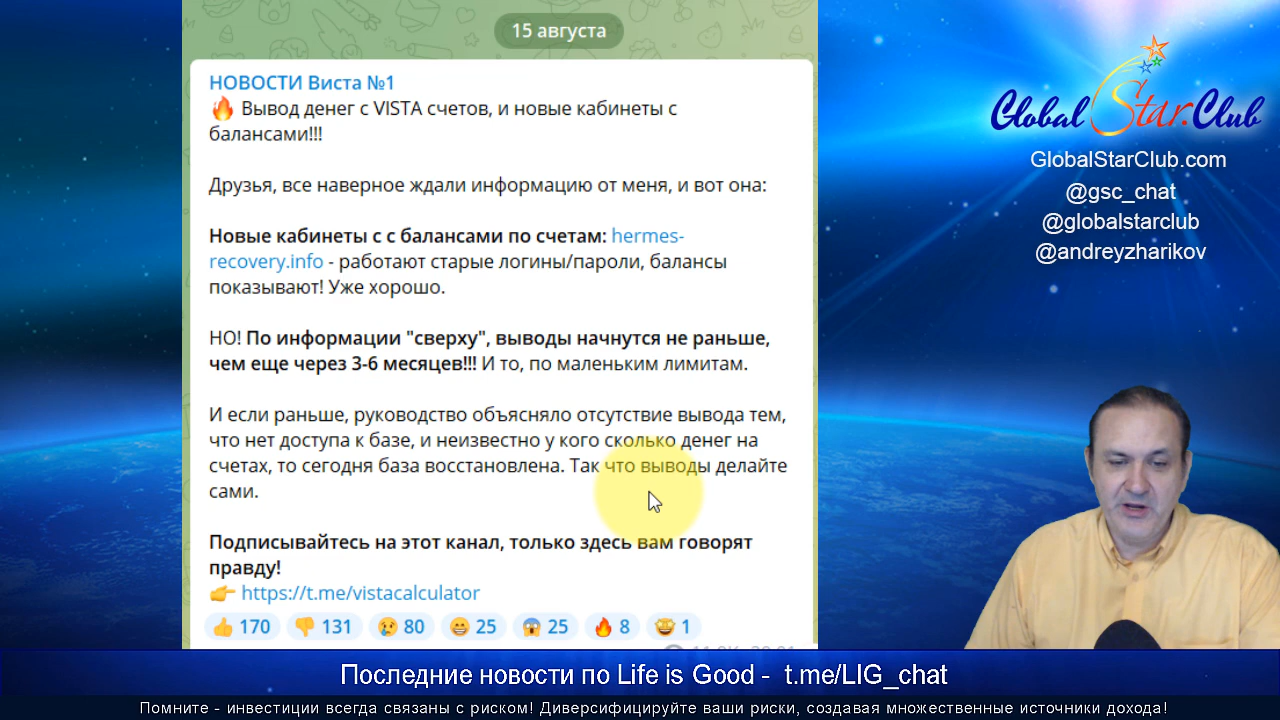 15 августа
НОВОСТИ Виста №1
🔥 Вывод денег с VISTA счетов, и новые кабинеты с
балансами!!!
Друзья, все наверное ждали информацию от меня, и вот она:
Новые кабинеты с с балансами по счетам: hermes-
recovery.info - работают старые логины/пароли, балансы
показывают! Уже хорошо.
НО! По информации "сверху", выводы начнутся не раньше,
чем еще через 3-6 месяцев!!! И то, по маленьким лимитам.
И если раньше, руководство объясняло отсутствие вывода тем,
что нет доступа к базе, и неизвестно у кого сколько денег на
счетах, то сегодня база восстановлена. Так что выводы делайте
сами.
Подписывайтесь на этот канал, только здесь вам говорят
правду!
👉 https://t.me/vistacalculator
👍 170 👎 131 😢 80 😁 25 😱 25 🔥 8 🤩 1
Global Star.Club
GlobalStarClub.com
@gsc_chat
@globalstarclub
@andreyzharikov
Последние новости по Life is Good - t.me/LIG_chat
Помните - инвестиции всегда связаны с риском! Диверсифицируйте ваши риски, создавая множественные источники дохода!